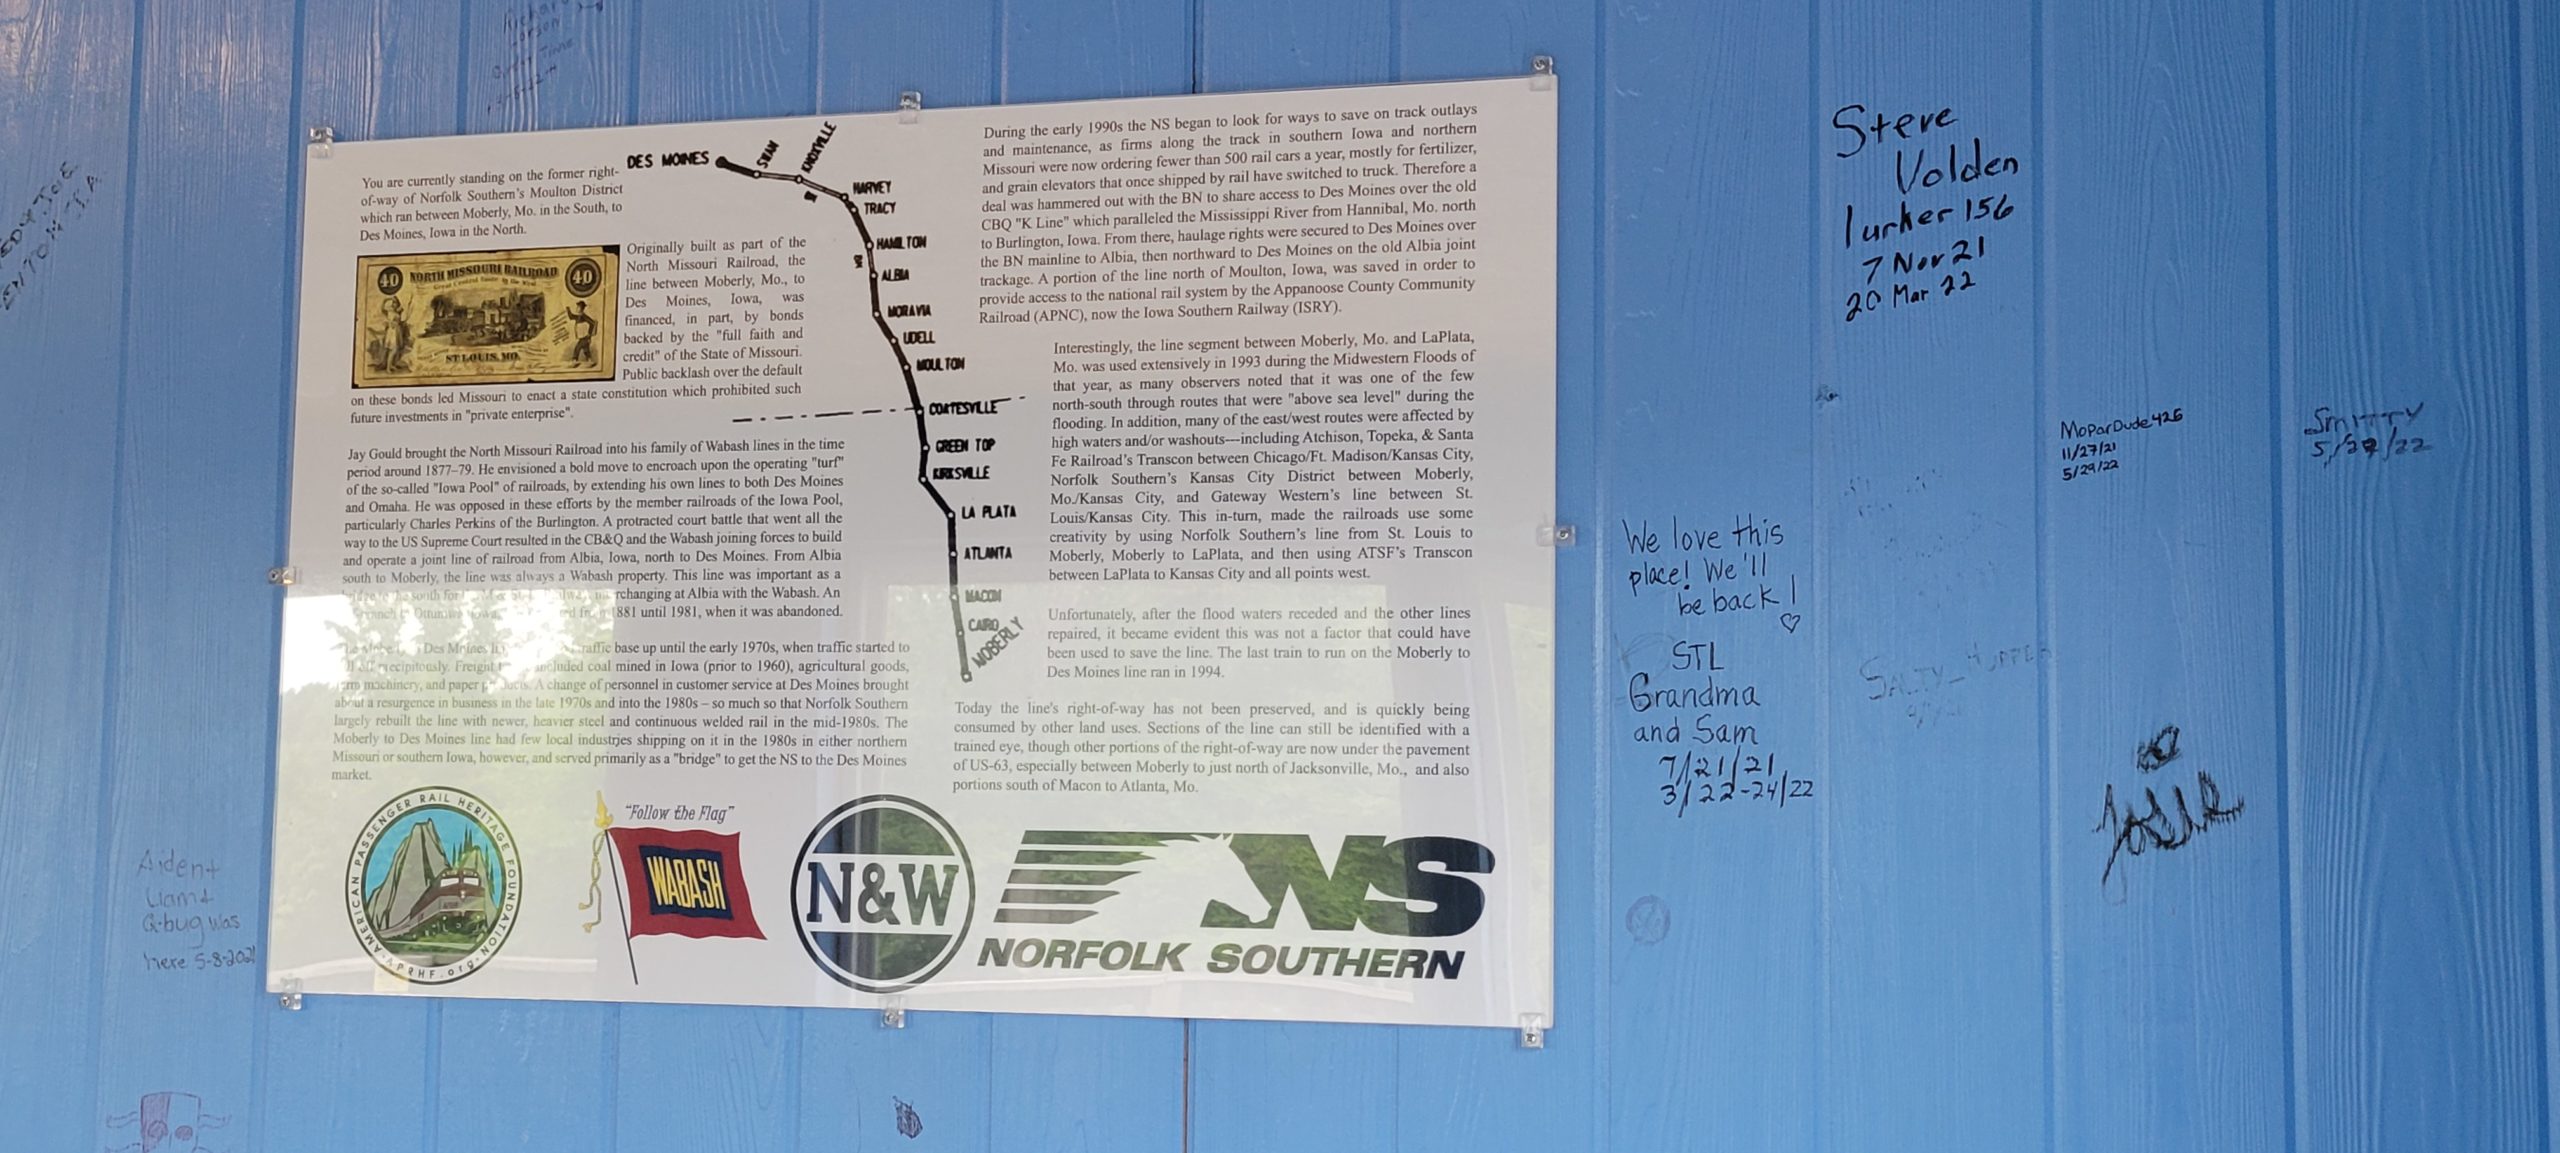 You are currently standing on the former right-
of-way of Norfolk Southern's Moulton District
which ran between Moberly, Mo. in the South, to
Des Moines, Iowa in the North.
40 NORTH MISSOURI RAILROAD 40
ST LOUIS, MO.
Originally built as part of the
North Missouri Railroad, the
line between Moberly, Mo., to
Des Moines, Iowa, was
financed, in part, by bonds
backed by the "full faith and
credit" of the State of Missouri.
Public backlash over the default
on these bonds led Missouri to enact a state constitution which prohibited such
future investments in "private enterprise".
Jay Gould brought the North Missouri Railroad into his family of Wabash lines in the time
period around 1877–79. He envisioned a bold move to encroach upon the operating "turf"
of the so-called "Iowa Pool" of railroads, by extending his own lines to both Des Moines
and Omaha. He was opposed in these efforts by the member railroads of the Iowa Pool,
particularly Charles Perkins of the Burlington. A protracted court battle that went all the
way to the US Supreme Court resulted in the CB&Q and the Wabash joining forces to build
and operate a joint line of railroad from Albia, Iowa, north to Des Moines. From Albia
south to Moberly, the line was always a Wabash property. This line was important as a
bridge to the south for rchanging at Albia with the Wabash. An
1881 until 1981, when it was abandoned.
Des Moines traffic base up until the early 1970s, when traffic started to
precipitously. Freight included coal mined in Iowa (prior to 1960), agricultural goods,
machinery, and paper A change of personnel in customer service at Des Moines brought
about a resurgence in business in the late 1970s and into the 1980s – so much so that Norfolk Southern
largely rebuilt the line with newer, heavier steel and continuous welded rail in the mid-1980s. The
Moberly to Des Moines line had few local industries shipping on it in the 1980s in either northern
Missouri or southern Iowa, however, and served primarily as a "bridge" to get the NS to the Des Moines
market.
DES MOINES
SWAN
KNOXVILLE
HARVEY
TRACY
HAMILTON
ALBIA
MORAVIA
UDELL
MOULTON
COATESVILLE
GREEN TOP
KIRKSVILLE
LA PLATA
ATLANTA
MACON
CAIRO
MOBERLY
During the early 1990s the NS began to look for ways to save on track outlays
and maintenance, as firms along the track in southern Iowa and northern
Missouri were now ordering fewer than 500 rail cars a year, mostly for fertilizer,
and grain elevators that once shipped by rail have switched to truck. Therefore a
deal was hammered out with the BN to share access to Des Moines over the old
CBQ "K Line" which paralleled the Mississippi River from Hannibal, Mo. north
to Burlington, Iowa. From there, haulage rights were secured to Des Moines over
the BN mainline to Albia, then northward to Des Moines on the old Albia joint
trackage. A portion of the line north of Moulton, Iowa, was saved in order to
provide access to the national rail system by the Appanoose County Community
Railroad (APNC), now the Iowa Southern Railway (ISRY).
Interestingly, the line segment between Moberly, Mo. and LaPlata,
Mo. was used extensively in 1993 during the Midwestern Floods of
that year, as many observers noted that it was one of the few
north-south through routes that were "above sea level" during the
flooding. In addition, many of the east/west routes were affected by
high waters and/or washouts---including Atchison, Topeka, & Santa
Fe Railroad's Transcon between Chicago/Ft. Madison/Kansas City,
Norfolk Southern's Kansas City District between Moberly,
Mo./Kansas City, and Gateway Western's line between St.
Louis/Kansas City. This in-turn, made the railroads use some
creativity by using Norfolk Southern's line from St. Louis to
Moberly, Moberly to LaPlata, and then using ATSF's Transcon
between LaPlata to Kansas City and all points west.
Unfortunately, after the flood waters receded and the other lines
repaired, it became evident this was not a factor that could have
been used to save the line. The last train to run on the Moberly to
Des Moines line ran in 1994.
Today the line's right-of-way has not been preserved, and is quickly being
consumed by other land uses. Sections of the line can still be identified with a
trained eye, though other portions of the right-of-way are now under the pavement
of US-63, especially between Moberly to just north of Jacksonville, Mo., and also
portions south of Macon to Atlanta, Mo.
AMERICAN PASSENGER RAIL HERITAGE FOUNDATION
APRHF.org
"Follow the Flag"
WABASH
N&W
NS
NORFOLK SOUTHERN
Steve
Volden
lurker 156
7 Nov 21
20 Mar 22
MoparDude426
11/27/21
5/29/22
SMITTY
We love this
place! We'll
be back!
STL
Grandma
and Sam
7/21/21
3/22-24/22
SALTY_HOPPER
Aident
Liam+
Q-bug was
here 5-8-2021